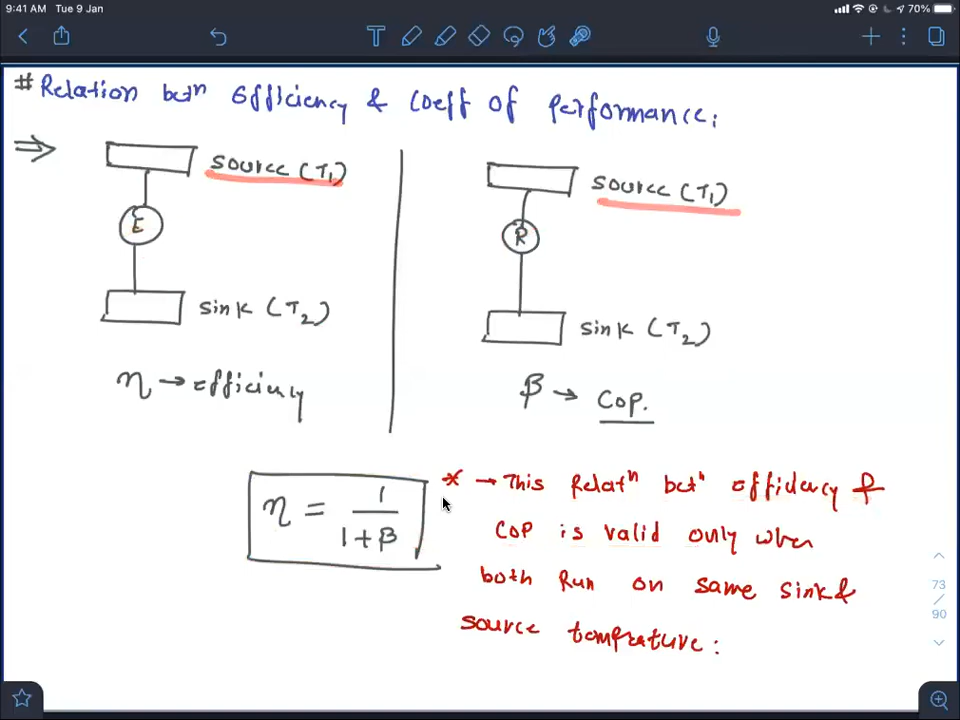 9:41 AM Tue 9 Jan
70%
# Relation betⁿ Efficiency & Coeff of Performance:
⇒ source (T₁)
E
sink (T₂)
η → efficiency
source (T₁)
R
sink (T₂)
β → COP.
η = 1/(1+β)
* → This Relatⁿ betⁿ efficiency &
COP is valid only when
both Run on same sink &
source temprature:
73
/
90